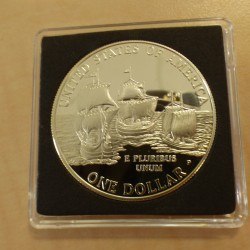 UNITED STATES OF AMERICA
E PLURIBUS
UNUM
P
ONE DOLLAR